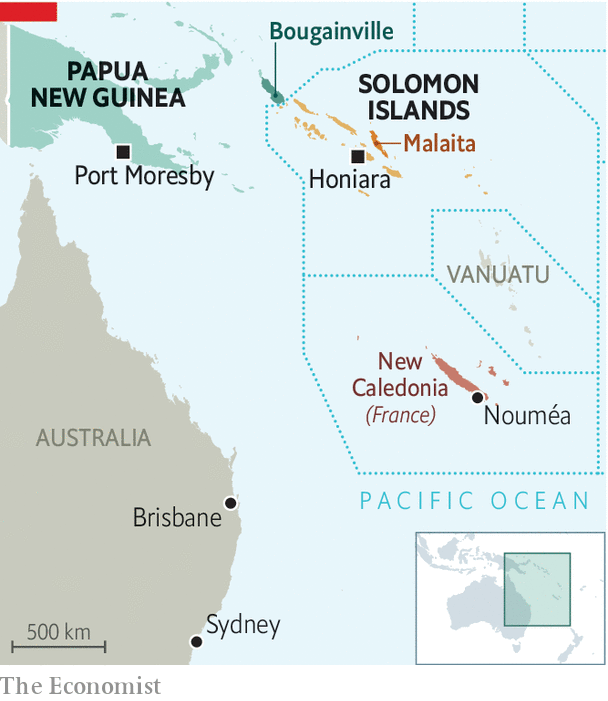 Bougainville
PAPUA
NEW GUINEA
SOLOMON
ISLANDS
Malaita
Port Moresby
Honiara
VANUATU
New
Caledonia
(France)
Nouméa
AUSTRALIA
PACIFIC OCEAN
Brisbane
Sydney
500 km
The Economist